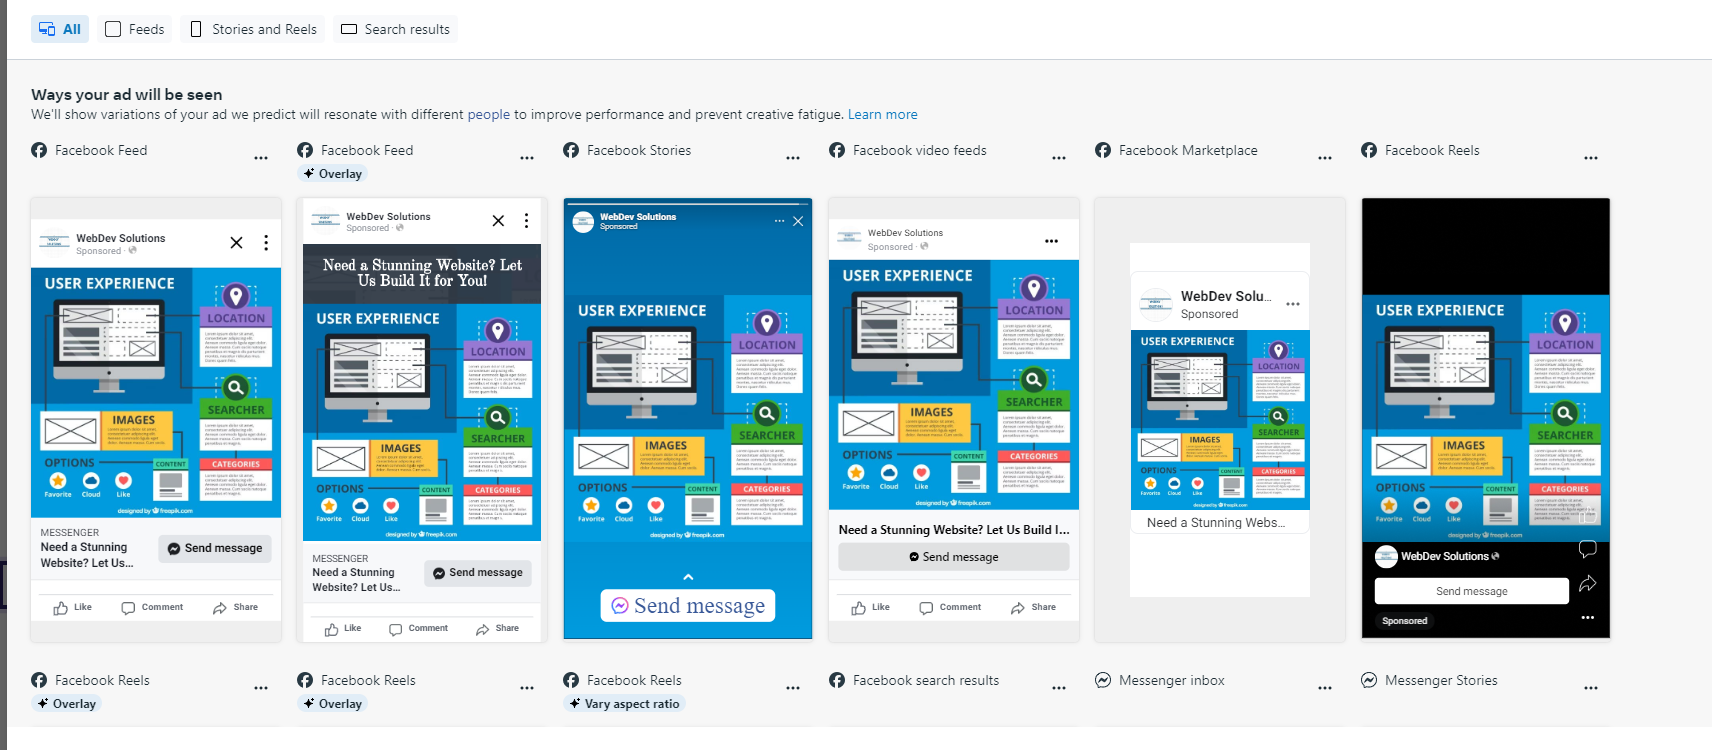 All
Feeds
Stories and Reels
Search results
Ways your ad will be seen
We'll show variations of your ad we predict will resonate with different people to improve performance and prevent creative fatigue. Learn more
Facebook Feed
Facebook Feed
Overlay
Facebook Stories
Facebook video feeds
Facebook Marketplace
Facebook Reels
WebDev Solutions
Sponsored ·
USER EXPERIENCE
LOCATION
SEARCHER
IMAGES
OPTIONS
CONTENT
CATEGORIES
Favorite
Cloud
Like
designed by freepik.com
MESSENGER
Need a Stunning
Website? Let Us...
Send message
Like
Comment
Share
WebDev Solutions
Sponsored ·
Need a Stunning Website? Let
Us Build It for You!
USER EXPERIENCE
LOCATION
SEARCHER
IMAGES
OPTIONS
CONTENT
CATEGORIES
Favorite
Cloud
Like
designed by freepik.com
MESSENGER
Need a Stunning
Website? Let Us...
Send message
Like
Comment
Share
WebDev Solutions
Sponsored
USER EXPERIENCE
LOCATION
SEARCHER
IMAGES
OPTIONS
CONTENT
CATEGORIES
Favorite
Cloud
Like
designed by freepik.com
Send message
WebDev Solutions
Sponsored ·
USER EXPERIENCE
LOCATION
SEARCHER
IMAGES
OPTIONS
CONTENT
CATEGORIES
Favorite
Cloud
Like
designed by freepik.com
Need a Stunning Website? Let Us Build I...
Send message
Like
Comment
Share
WebDev Solu...
Sponsored
USER EXPERIENCE
LOCATION
SEARCHER
IMAGES
OPTIONS
CONTENT
CATEGORIES
Favorite
Cloud
Like
designed by freepik.com
Need a Stunning Webs...
USER EXPERIENCE
LOCATION
SEARCHER
IMAGES
OPTIONS
CONTENT
CATEGORIES
Favorite
Cloud
Like
designed by freepik.com
WebDev Solutions
Send message
Sponsored
Facebook Reels
Overlay
Facebook Reels
Overlay
Facebook Reels
Vary aspect ratio
Facebook search results
Messenger inbox
Messenger Stories